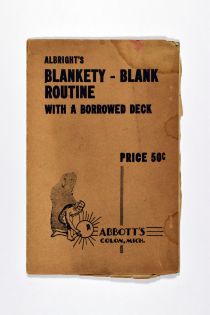 ALBRIGHT'S
BLANKETY - BLANK
ROUTINE
WITH A BORROWED DECK
PRICE 50¢
ABBOTT'S
COLON, MICH.